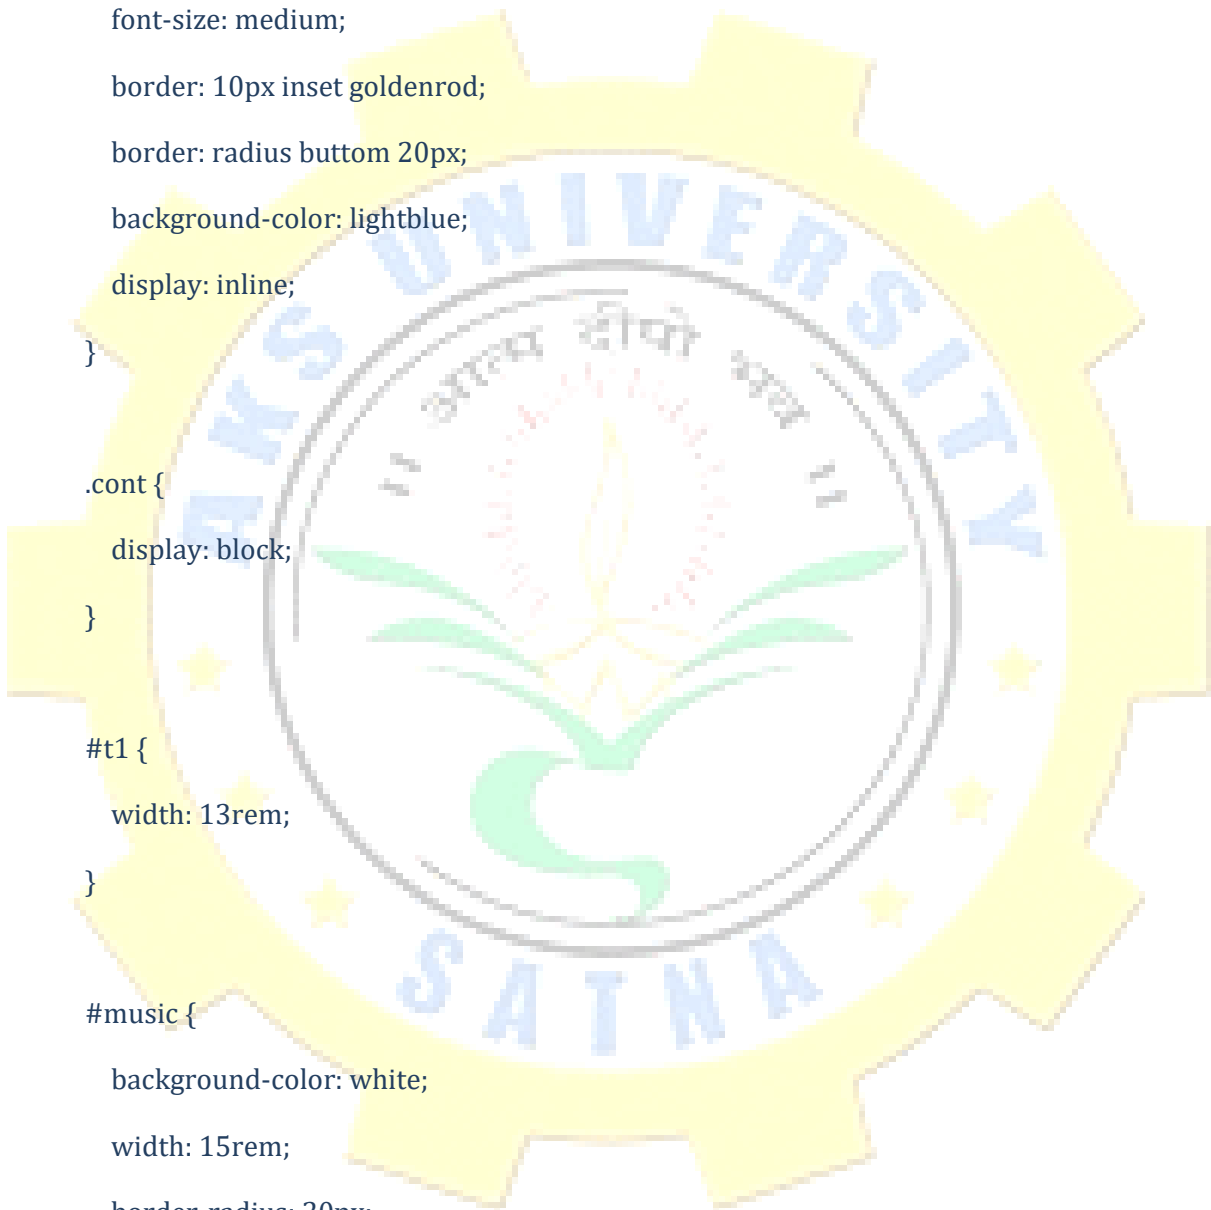 font-size: medium;
border: 10px inset goldenrod;
border: radius buttom 20px;
background-color: lightblue;
display: inline;
}
.cont {
display: block;
}
#t1 {
width: 13rem;
}
#music {
background-color: white;
width: 15rem;
AKS UNIVERSITY
SATNA